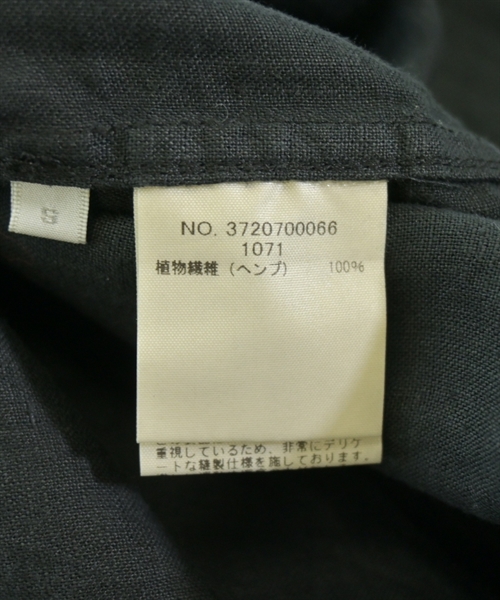 NO. 3720700066
1071
植物繊維（ヘンプ） 100%
重視しているため、非常にデリケ
ートな縫製仕様を施しております。